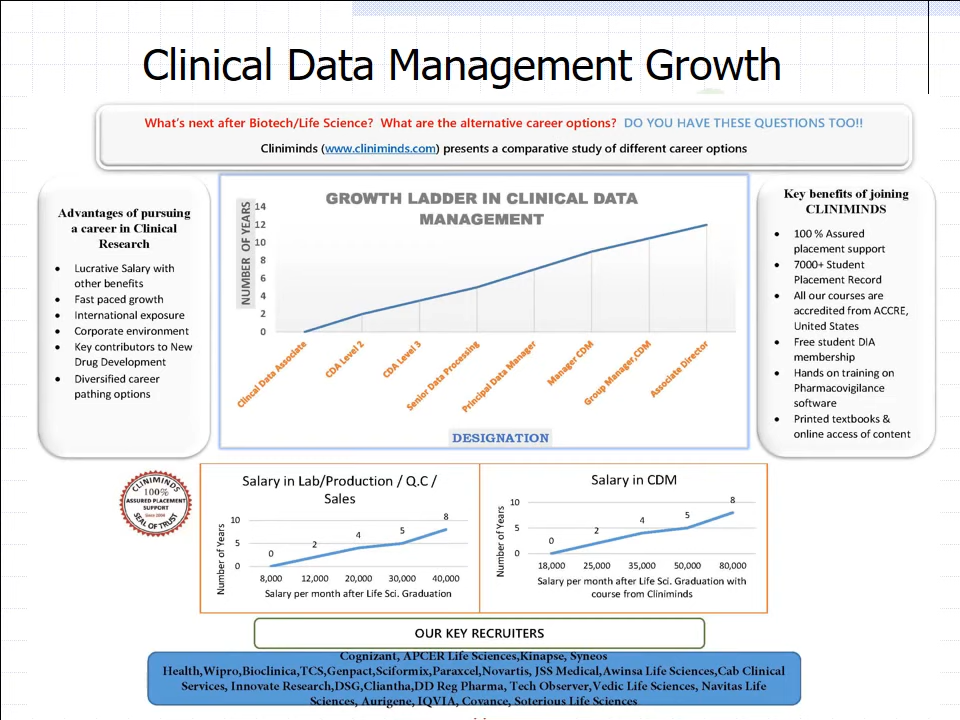 Clinical Data Management Growth
What's next after Biotech/Life Science? What are the alternative career options? DO YOU HAVE THESE QUESTIONS TOO!!
Cliniminds (www.cliniminds.com) presents a comparative study of different career options
Advantages of pursuing
a career in Clinical
Research
• Lucrative Salary with
other benefits
• Fast paced growth
• International exposure
• Corporate environment
• Key contributors to New
Drug Development
• Diversified career
pathing options
GROWTH LADDER IN CLINICAL DATA
MANAGEMENT
NUMBER OF YEARS
14
12
10
8
6
4
2
0
Clincal Data Associate
CDA Level 2
CDA Level 3
Senior Data Processing
Principal Data Manager
Manager CDM
Group Manager,CDM
Associate Director
DESIGNATION
Key benefits of joining
CLINIMINDS
• 100 % Assured
placement support
• 7000+ Student
Placement Record
• All our courses are
accredited from ACCRE,
United States
• Free student DIA
membership
• Hands on training on
Pharmacovigilance
software
• Printed textbooks &
online access of content
CLINIMINDS
100%
ASSURED PLACEMENT
SUPPORT
Since 2004
SEAL OF TRUST
Salary in Lab/Production / Q.C /
Sales
Number of Years
10
5
0
0
2
4
5
8
8,000 12,000 20,000 30,000 40,000
Salary per month after Life Sci. Graduation
Salary in CDM
Number of Years
10
5
0
0
2
4
5
8
18,000 25,000 35,000 50,000 80,000
Salary per month after Life Sci. Graduation with
course from Cliniminds
OUR KEY RECRUITERS
Cognizant, APCER Life Sciences,Kinapse, Syneos
Health,Wipro,Bioclinica,TCS,Genpact,Sciformix,Paraxcel,Novartis, JSS Medical,Awinsa Life Sciences,Cab Clinical
Services, Innovate Research,DSG,Cliantha,DD Reg Pharma, Tech Observer,Vedic Life Sciences, Navitas Life
Sciences, Aurigene, IQVIA, Covance, Soterious Life Sciences